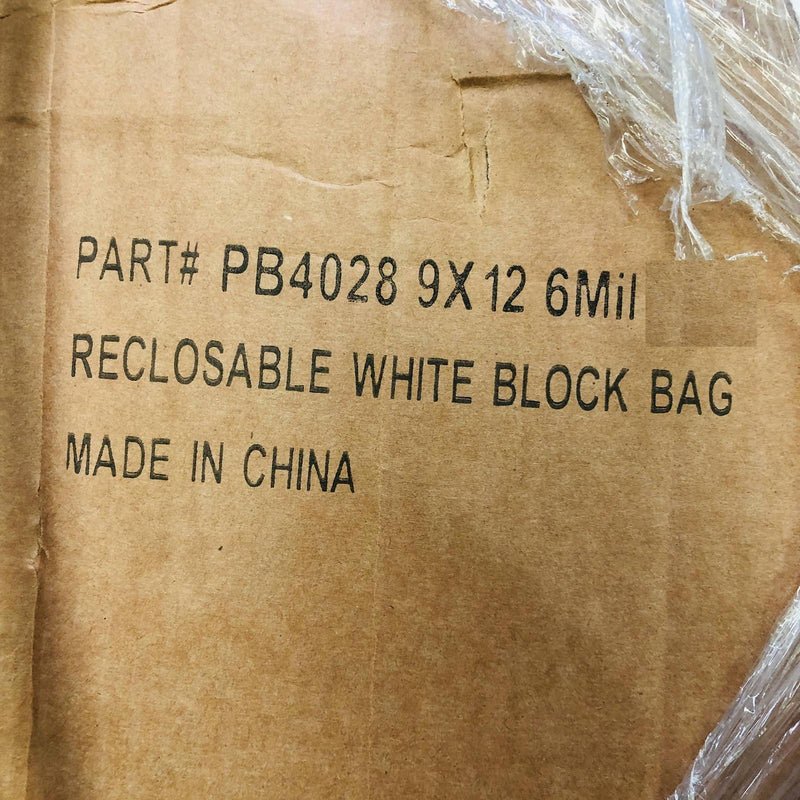 PART# PB4028 9X12 6Mil
RECLOSABLE WHITE BLOCK BAG
MADE IN CHINA